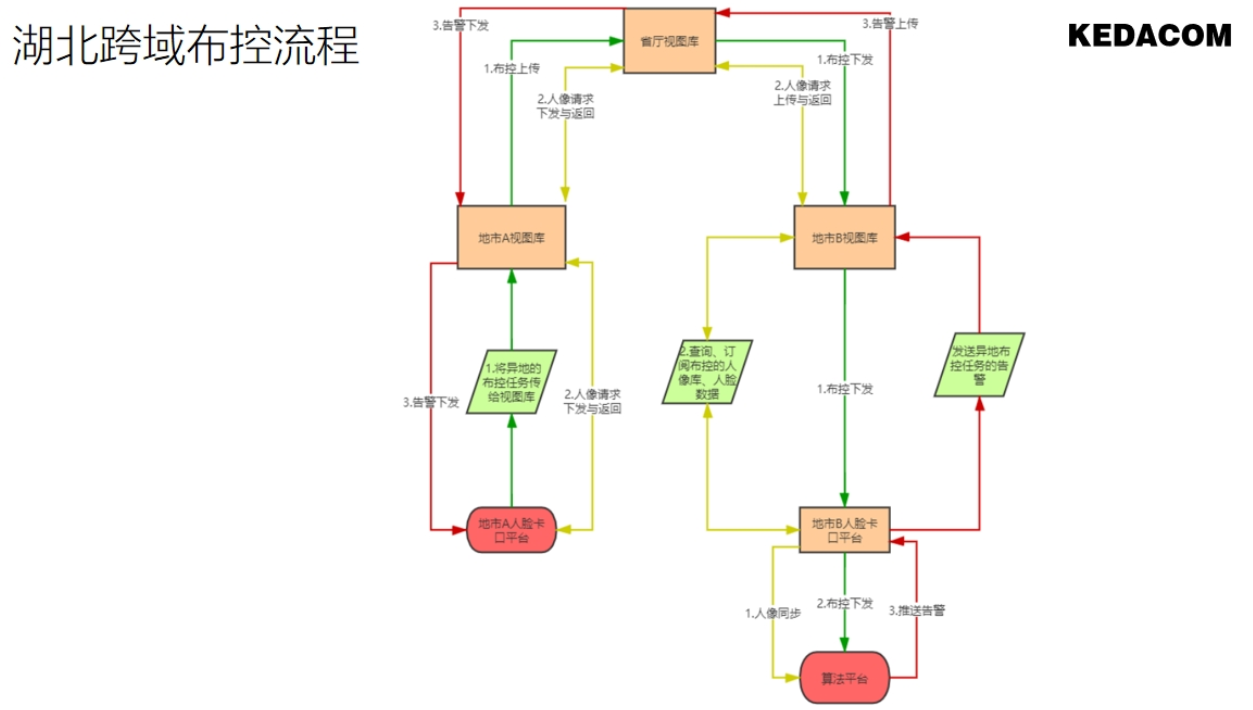 湖北跨域布控流程
KEDACOM
3.告警下发
省厅视图库
3.告警上传
1.布控上传
1.布控下发
2.人像请求
下发与返回
2.人像请求
上传与返回
地市A视图库
地市B视图库
1.将异地的
布控任务传
给视图库
2.查询、订
阅布控的人
像库、人脸
数据
发送异地布
控任务的告
警
3.告警下发
2.人像请求
下发与返回
1.布控下发
地市A人脸卡
口平台
地市B人脸卡
口平台
1.人像同步
2.布控下发
3.推送告警
算法平台